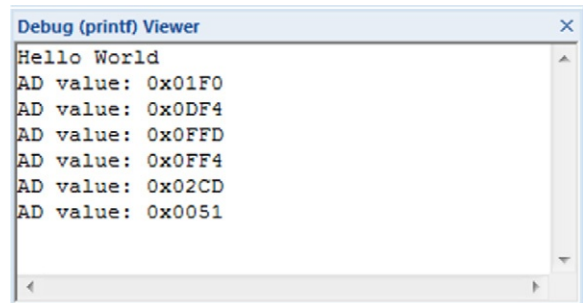 Debug (printf) Viewer
Hello World
AD value: 0x01F0
AD value: 0x0DF4
AD value: 0x0FFD
AD value: 0x0FF4
AD value: 0x02CD
AD value: 0x0051